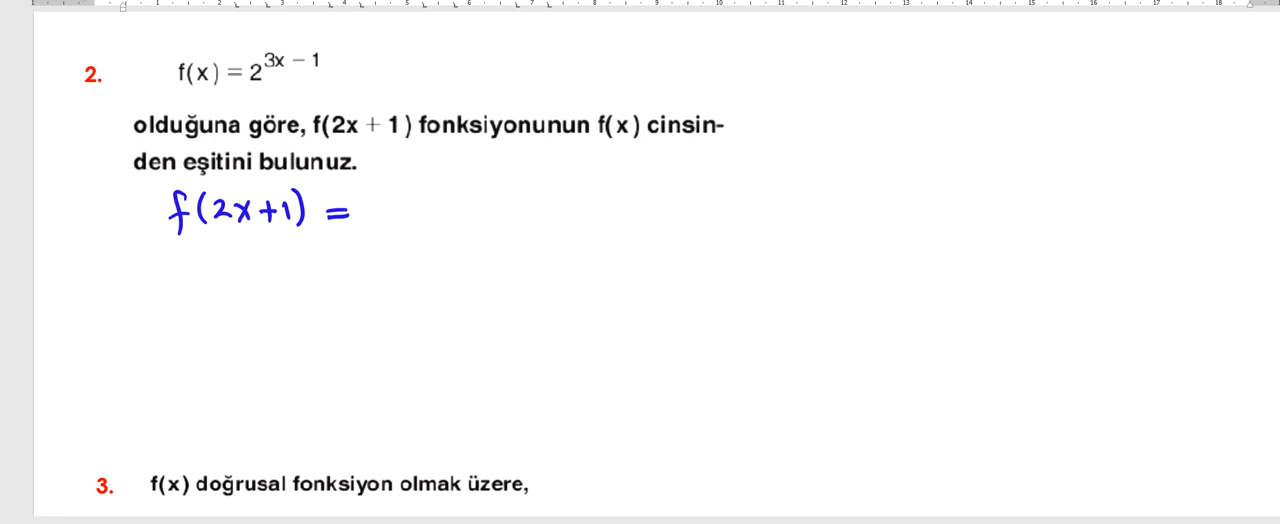 2. f(x) = 2^{3x − 1}
olduğuna göre, f(2x + 1) fonksiyonunun f(x) cinsin-
den eşitini bulunuz.
f(2x+1) =
3. f(x) doğrusal fonksiyon olmak üzere,